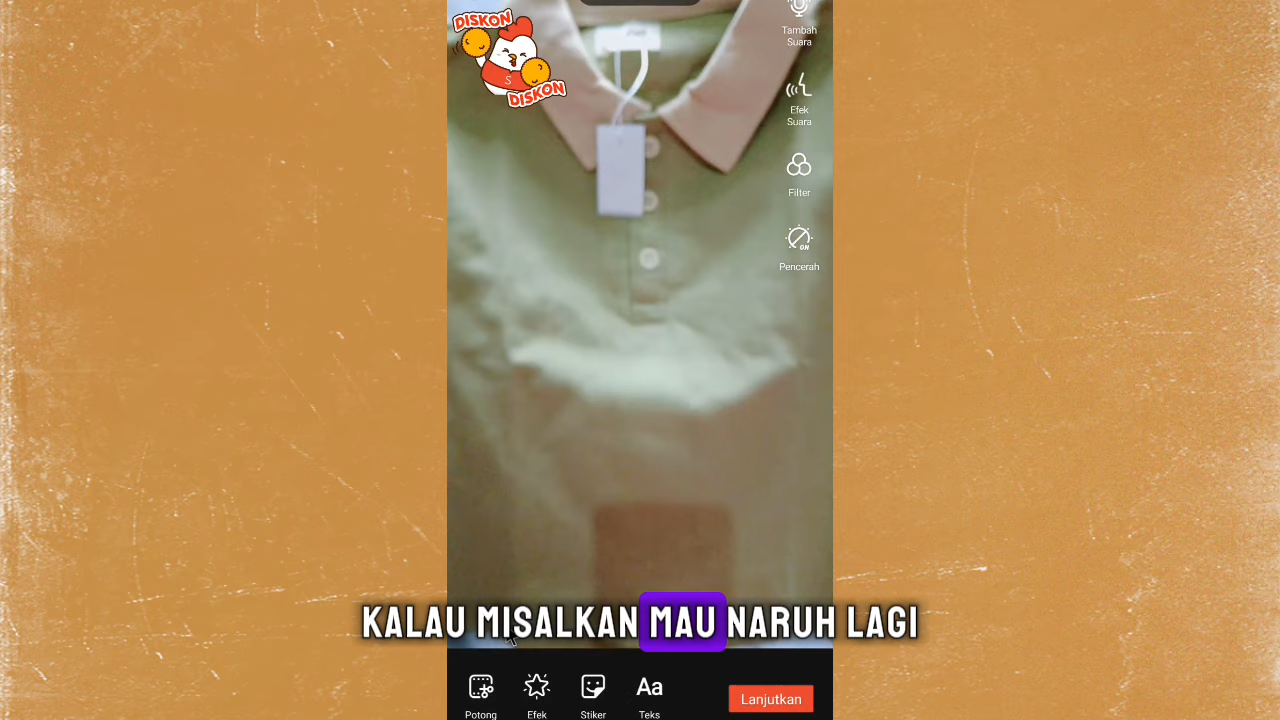 DISKON
S
DISKON
Tambah
Suara
Efek
Suara
Filter
ON
Pencerah
KALAU MISALKAN MAU NARUH LAGI
Potong
Efek
Stiker
Aa
Teks
Lanjutkan